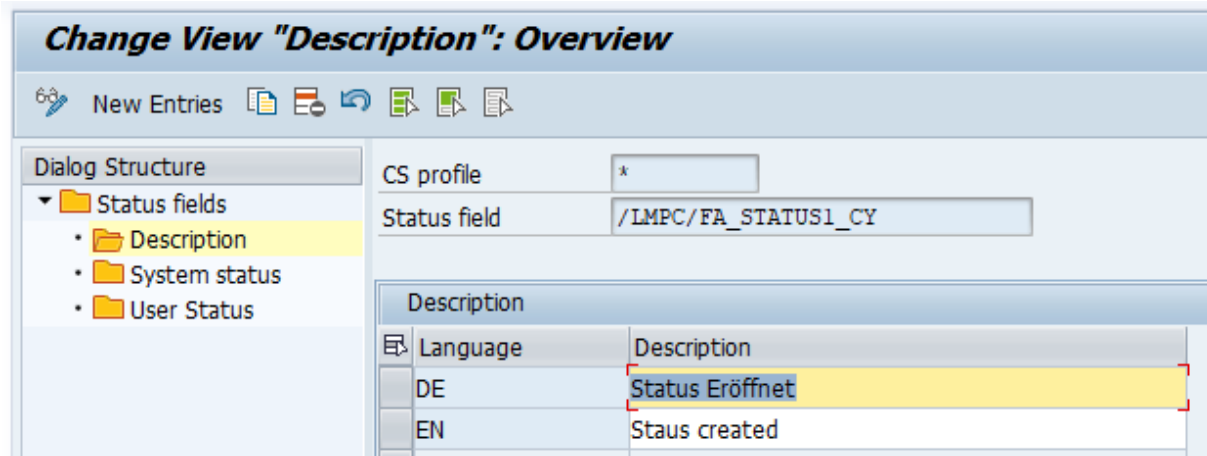 Change View "Description": Overview
New Entries
Dialog Structure
Status fields
Description
System status
User Status
CS profile *
Status field /LMPC/FA_STATUS1_CY
Description
Language Description
DE Status Eröffnet
EN Staus created